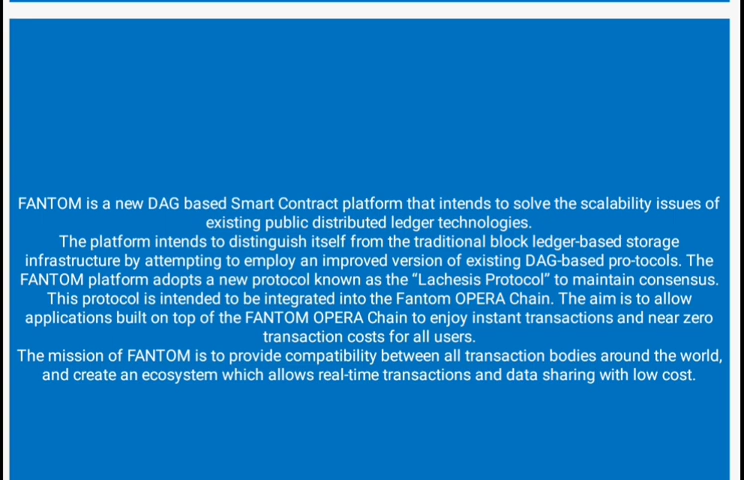 FANTOM is a new DAG based Smart Contract platform that intends to solve the scalability issues of
existing public distributed ledger technologies.
The platform intends to distinguish itself from the traditional block ledger-based storage
infrastructure by attempting to employ an improved version of existing DAG-based pro-tocols. The
FANTOM platform adopts a new protocol known as the “Lachesis Protocol” to maintain consensus.
This protocol is intended to be integrated into the Fantom OPERA Chain. The aim is to allow
applications built on top of the FANTOM OPERA Chain to enjoy instant transactions and near zero
transaction costs for all users.
The mission of FANTOM is to provide compatibility between all transaction bodies around the world,
and create an ecosystem which allows real-time transactions and data sharing with low cost.